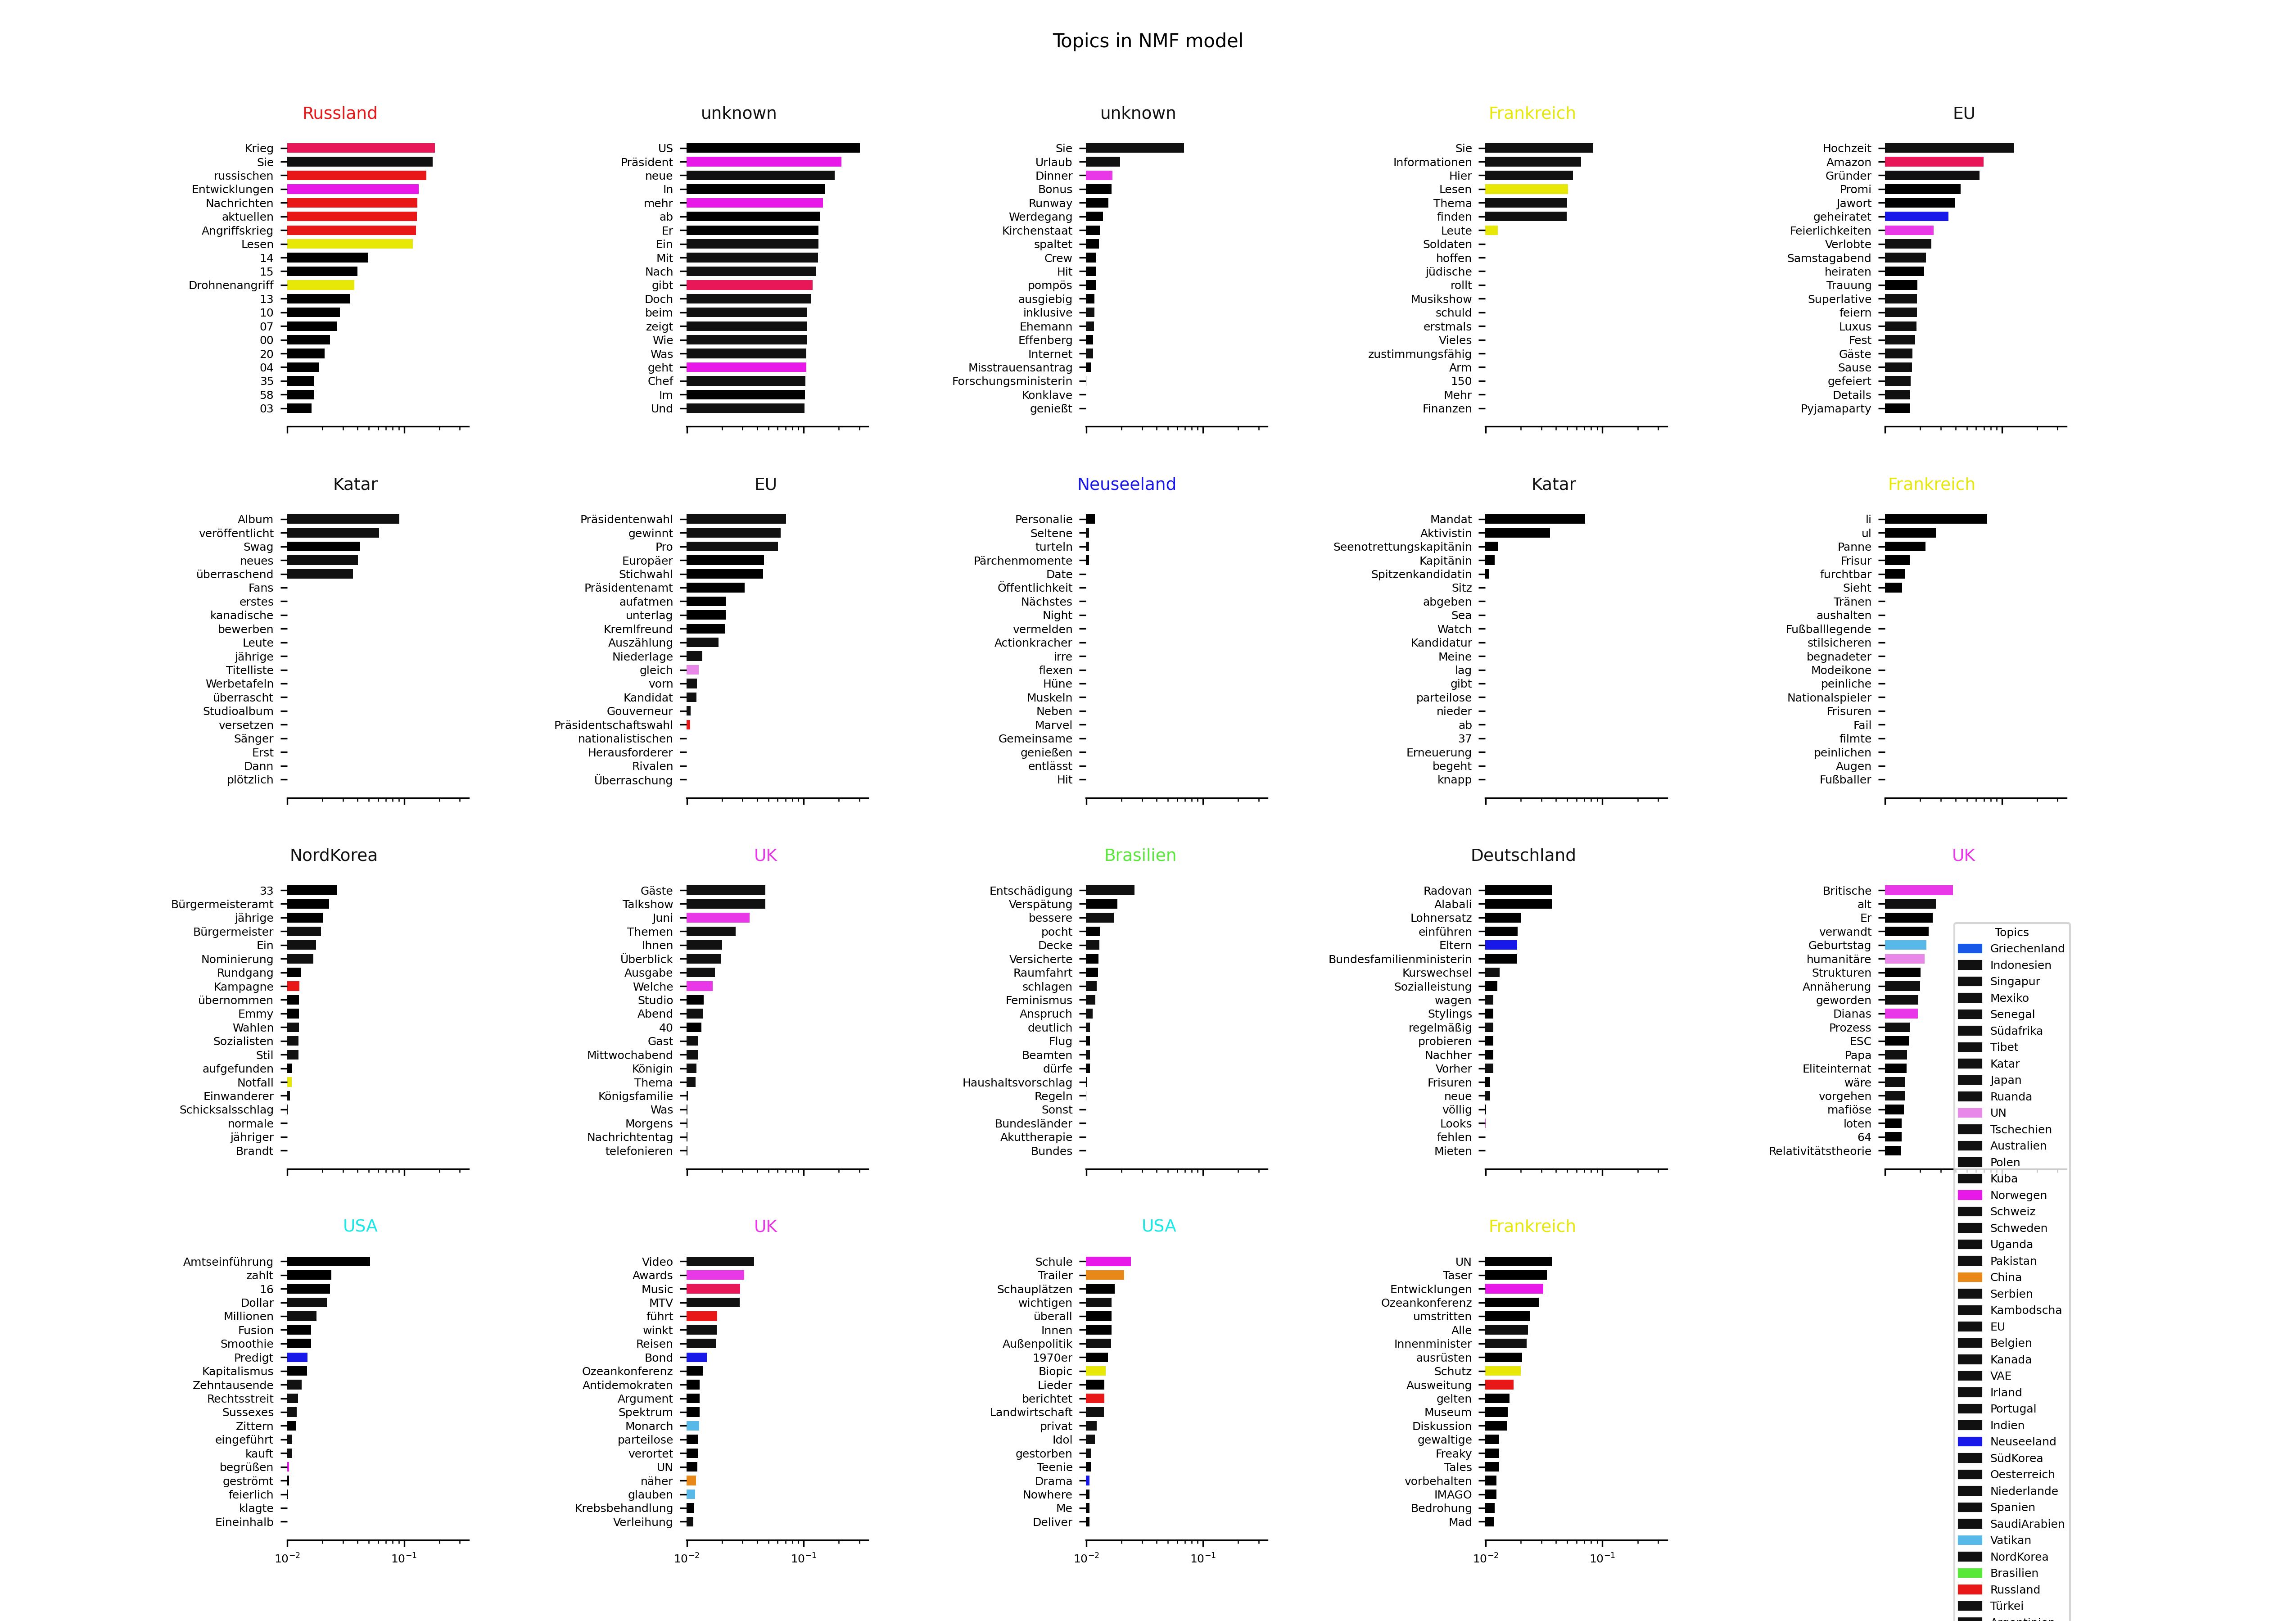 Topics in NMF model
Russland
Krieg
Sie
russischen
Entwicklungen
Nachrichten
aktuellen
Angriffskrieg
Lesen
14
15
Drohnenangriff
13
10
07
00
20
04
35
58
03
unknown
US
Präsident
neue
In
mehr
ab
Er
Ein
Mit
Nach
gibt
Doch
beim
zeigt
Wie
Was
geht
Chef
Im
Und
unknown
Sie
Urlaub
Dinner
Bonus
Runway
Werdegang
Kirchenstaat
spaltet
Crew
Hit
pompös
ausgiebig
inklusive
Ehemann
Effenberg
Internet
Misstrauensantrag
Forschungsministerin
Konklave
genießt
Frankreich
Sie
Informationen
Hier
Lesen
Thema
finden
Leute
Soldaten
hoffen
jüdische
rollt
Musikshow
schuld
erstmals
Vieles
zustimmungsfähig
Arm
150
Mehr
Finanzen
EU
Hochzeit
Amazon
Gründer
Promi
Jawort
geheiratet
Feierlichkeiten
Verlobte
Samstagabend
heiraten
Trauung
Superlative
feiern
Luxus
Fest
Gäste
Sause
gefeiert
Details
Pyjamaparty
Katar
Album
veröffentlicht
Swag
neues
überraschend
Fans
erstes
kanadische
bewerben
Leute
jährige
Titelliste
Werbetafeln
überrascht
Studioalbum
versetzen
Sänger
Erst
Dann
plötzlich
EU
Präsidentenwahl
gewinnt
Pro
Europäer
Stichwahl
Präsidentenamt
aufatmen
unterlag
Kremlfreund
Auszählung
Niederlage
gleich
vorn
Kandidat
Gouverneur
Präsidentschaftswahl
nationalistischen
Herausforderer
Rivalen
Überraschung
Neuseeland
Personalie
Seltene
turteln
Pärchenmomente
Date
Öffentlichkeit
Nächstes
Night
vermelden
Actionkracher
irre
flexen
Hüne
Muskeln
Neben
Marvel
Gemeinsame
genießen
entlässt
Hit
Katar
Mandat
Aktivistin
Seenotrettungskapitänin
Kapitänin
Spitzenkandidatin
Sitz
abgeben
Sea
Watch
Kandidatur
Meine
lag
gibt
parteilose
nieder
ab
37
Erneuerung
begeht
knapp
Frankreich
li
ul
Panne
Frisur
furchtbar
Sieht
Tränen
aushalten
Fußballlegende
stilsicheren
begnadeter
Modeikone
peinliche
Nationalspieler
Frisuren
Fail
filmte
peinlichen
Augen
Fußballer
NordKorea
33
Bürgermeisteramt
jährige
Bürgermeister
Ein
Nominierung
Rundgang
Kampagne
übernommen
Emmy
Wahlen
Sozialisten
Stil
aufgefunden
Notfall
Einwanderer
Schicksalsschlag
normale
jähriger
Brandt
UK
Gäste
Talkshow
Juni
Themen
Ihnen
Überblick
Ausgabe
Welche
Studio
Abend
40
Gast
Mittwochabend
Königin
Thema
Königsfamilie
Was
Morgens
Nachrichtentag
telefonieren
Brasilien
Entschädigung
Verspätung
bessere
pocht
Decke
Versicherte
Raumfahrt
schlagen
Feminismus
Anspruch
deutlich
Flug
Beamten
dürfe
Haushaltsvorschlag
Regeln
Sonst
Bundesländer
Akuttherapie
Bundes
Deutschland
Radovan
Alabali
Lohnersatz
einführen
Eltern
Bundesfamilienministerin
Kurswechsel
Sozialleistung
wagen
Stylings
regelmäßig
probieren
Nachher
Vorher
Frisuren
neue
völlig
Looks
fehlen
Mieten
UK
Britische
alt
Er
verwandt
Geburtstag
humanitäre
Strukturen
Annäherung
geworden
Dianas
Prozess
ESC
Papa
Eliteinternat
wäre
vorgehen
mafiöse
loten
64
Relativitätstheorie
USA
Amtseinführung
zahlt
16
Dollar
Millionen
Fusion
Smoothie
Predigt
Kapitalismus
Zehntausende
Rechtsstreit
Sussexes
Zittern
eingeführt
kauft
begrüßen
geströmt
feierlich
klagte
Eineinhalb
10⁻² 10⁻¹
UK
Video
Awards
Music
MTV
führt
winkt
Reisen
Bond
Ozeankonferenz
Antidemokraten
Argument
Spektrum
Monarch
parteilose
verortet
UN
näher
glauben
Krebsbehandlung
Verleihung
10⁻² 10⁻¹
USA
Schule
Trailer
Schauplätzen
wichtigen
überall
Innen
Außenpolitik
1970er
Biopic
Lieder
berichtet
Landwirtschaft
privat
Idol
gestorben
Teenie
Drama
Nowhere
Me
Deliver
10⁻² 10⁻¹
Frankreich
UN
Taser
Entwicklungen
Ozeankonferenz
umstritten
Alle
Innenminister
ausrüsten
Schutz
Ausweitung
gelten
Museum
Diskussion
gewaltige
Freaky
Tales
vorbehalten
IMAGO
Bedrohung
Mad
10⁻² 10⁻¹
Topics
Griechenland
Indonesien
Singapur
Mexiko
Senegal
Südafrika
Tibet
Katar
Japan
Ruanda
UN
Tschechien
Australien
Polen
Kuba
Norwegen
Schweiz
Schweden
Uganda
Pakistan
China
Serbien
Kambodscha
EU
Belgien
Kanada
VAE
Irland
Portugal
Indien
Neuseeland
SüdKorea
Oesterreich
Niederlande
Spanien
SaudiArabien
Vatikan
NordKorea
Brasilien
Russland
Türkei